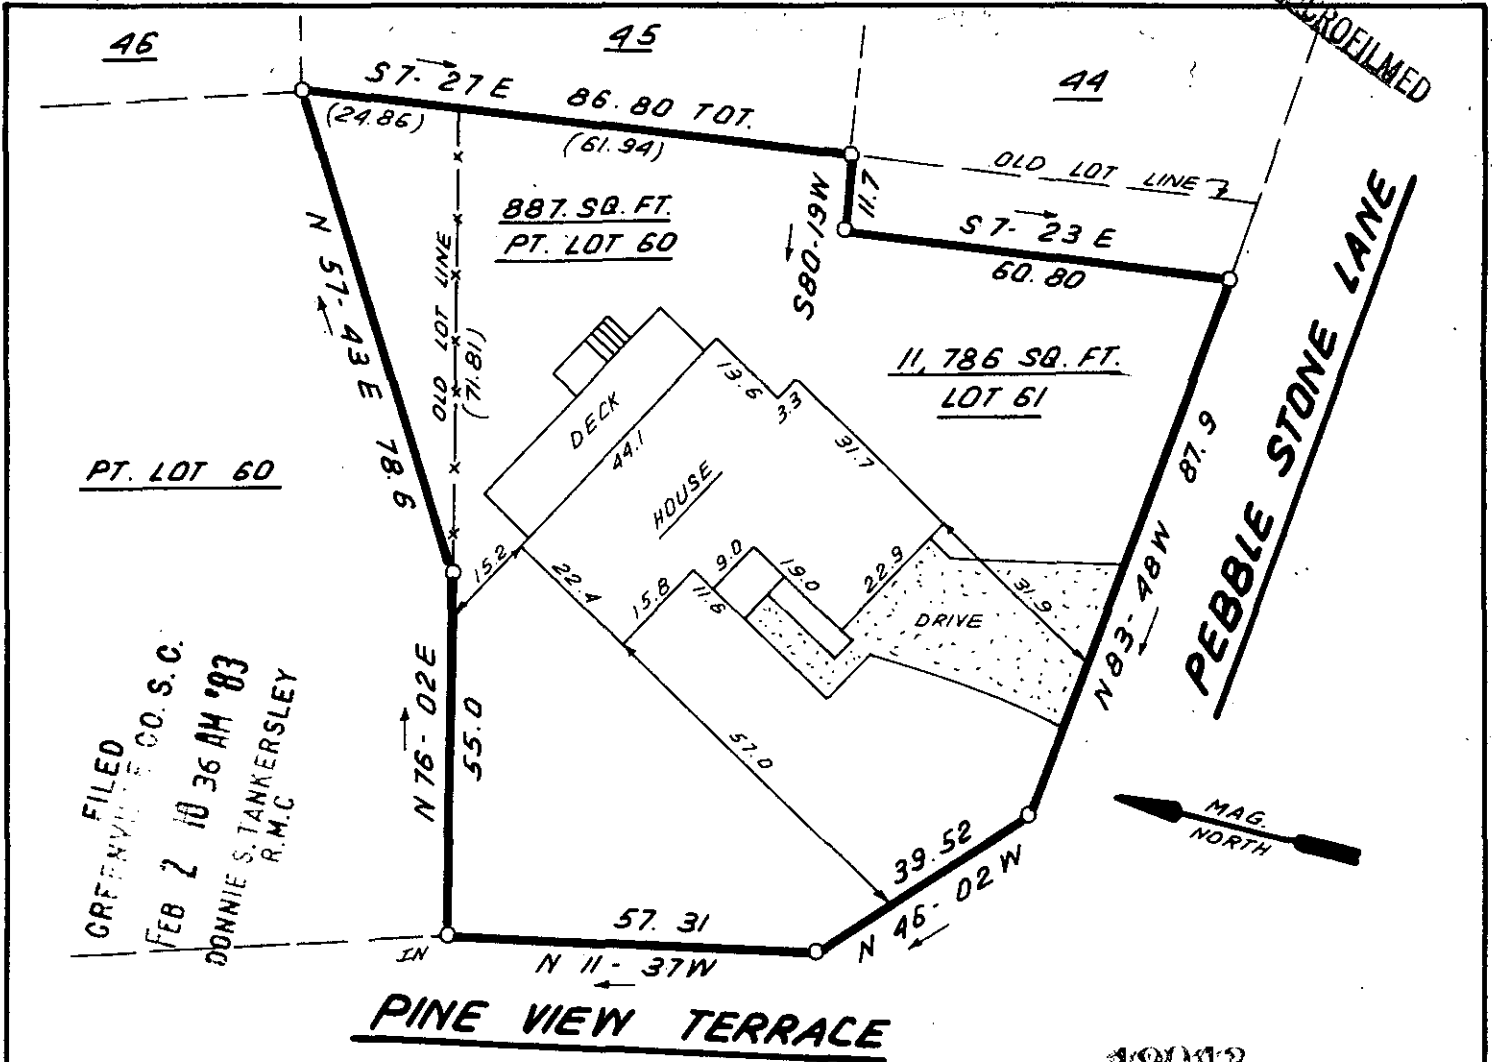 MICROFILMED
46
45
44
S 7- 27 E
86.80 TOT.
(24.86)
(61.94)
OLD LOT LINE
887. SQ. FT.
PT. LOT 60
S80-19W
11.7
S 7- 23 E
60.80
N 57- 43 E 78.6
OLD LOT LINE
(71.81)
11,786 SQ. FT.
LOT 61
PEBBLE STONE LANE
13.6
3.3
31.7
DECK
44.1
HOUSE
PT. LOT 60
87.9
N 83- 48 W
15.2
22.4
15.8
9.0
11.6
19.0
22.9
31.9
DRIVE
57.0
N 76- 02 E
55.0
FILED
GREENVILLE CO. S. C.
FEB 2 10 36 AM '83
DONNIE S. TANKERSLEY
R.M.C
MAG.
NORTH
39.52
N 46- 02 W
57.31
IN
N 11- 37W
PINE VIEW TERRACE